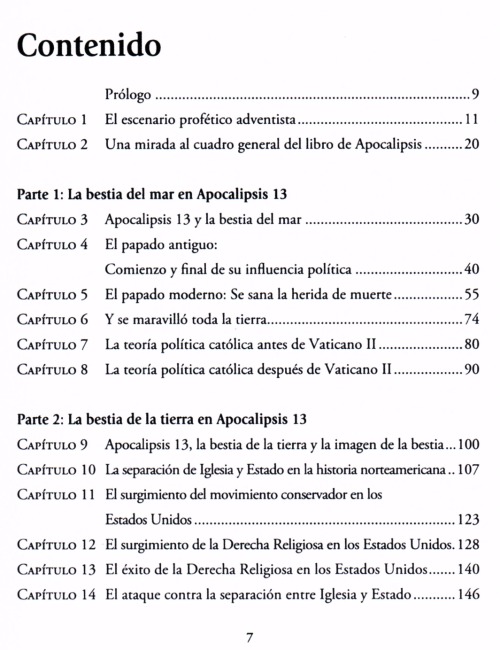 Contenido
Prólogo ............................................................................ 9
CAPÍTULO 1 El escenario profético adventista........................................ 11
CAPÍTULO 2 Una mirada al cuadro general del libro de Apocalipsis ......... 20
Parte 1: La bestia del mar en Apocalipsis 13
CAPÍTULO 3 Apocalipsis 13 y la bestia del mar ...................................... 30
CAPÍTULO 4 El papado antiguo:
Comienzo y final de su influencia política .......................... 40
CAPÍTULO 5 El papado moderno: Se sana la herida de muerte................. 55
CAPÍTULO 6 Y se maravilló toda la tierra................................................ 74
CAPÍTULO 7 La teoría política católica antes de Vaticano II.................... 80
CAPÍTULO 8 La teoría política católica después de Vaticano II................. 90
Parte 2: La bestia de la tierra en Apocalipsis 13
CAPÍTULO 9 Apocalipsis 13, la bestia de la tierra y la imagen de la bestia... 100
CAPÍTULO 10 La separación de Iglesia y Estado en la historia norteamericana .. 107
CAPÍTULO 11 El surgimiento del movimiento conservador en los
Estados Unidos ............................................................... 123
CAPÍTULO 12 El surgimiento de la Derecha Religiosa en los Estados Unidos. 128
CAPÍTULO 13 El éxito de la Derecha Religiosa en los Estados Unidos....... 140
CAPÍTULO 14 El ataque contra la separación entre Iglesia y Estado .......... 146
7